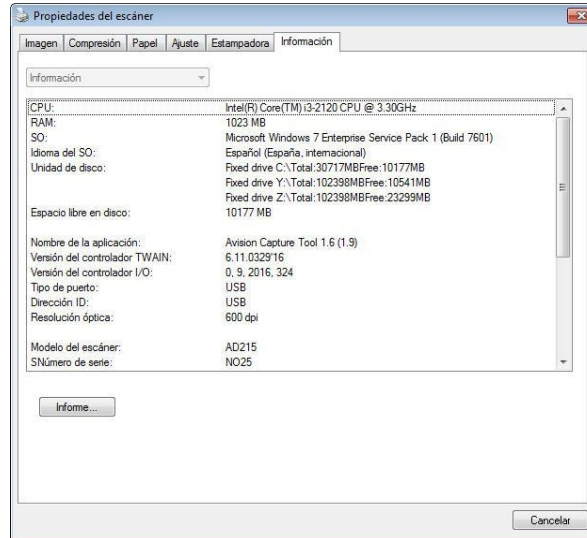 Propiedades del escáner
Imagen Compresión Papel Ajuste Estampadora Información
Información
CPU: Intel(R) Core(TM) i3-2120 CPU @ 3.30GHz
RAM: 1023 MB
SO: Microsoft Windows 7 Enterprise Service Pack 1 (Build 7601)
Idioma del SO: Español (España, internacional)
Unidad de disco: Fixed drive C:\Total:30717MBFree:10177MB
Fixed drive Y:\Total:102398MBFree:10541MB
Fixed drive Z:\Total:102398MBFree:23299MB
Espacio libre en disco: 10177 MB
Nombre de la aplicación: Avision Capture Tool 1.6 (1.9)
Versión del controlador TWAIN: 6.11.0329'16
Versión del controlador I/O: 0, 9, 2016, 324
Tipo de puerto: USB
Dirección ID: USB
Resolución óptica: 600 dpi
Modelo del escáner: AD215
SNúmero de serie: NO25
Informe...
Cancelar